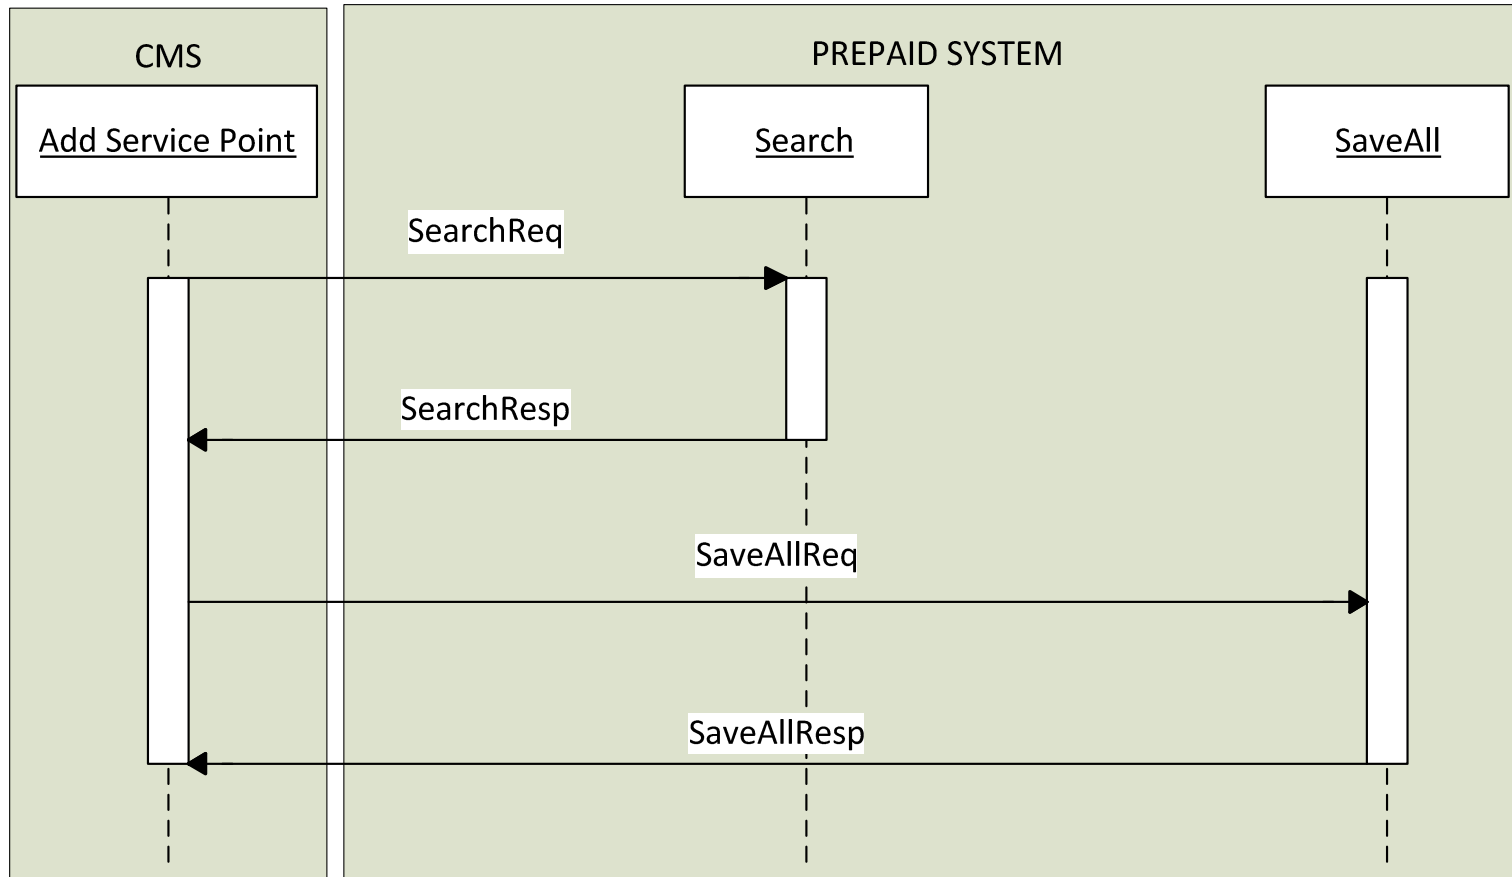 CMS
PREPAID SYSTEM
Add Service Point
Search
SaveAll
SearchReq
SearchResp
SaveAllReq
SaveAllResp